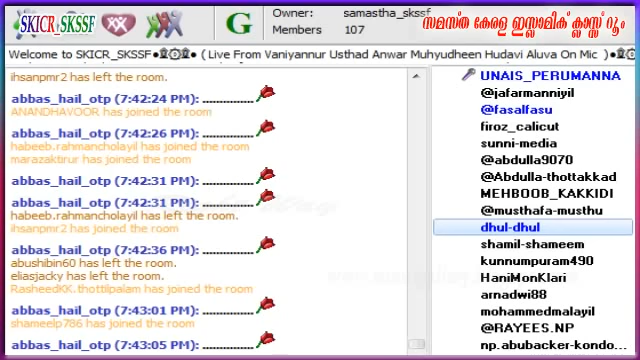 SKICR_SKSSF
G
Owner: samastha_skssf
Members 107
സമസ്ത കേരള ഇസ്ലാമിക് ക്ലാസ്സ് റൂം
Welcome to SKICR_SKSSF ( Live From Vaniyannur Usthad Anwar Muhyudheen Hudavi Aluva On Mic )
ihsanpmr2 has left the room.
abbas_hail_otp (7:42:24 PM): ...............
ANANDHAVOOR has joined the room
abbas_hail_otp (7:42:26 PM): ...............
habeeb.rahmancholayil has joined the room
marazaktirur has joined the room
abbas_hail_otp (7:42:31 PM): ...............
abbas_hail_otp (7:42:31 PM): ...............
habeeb.rahmancholayil has left the room.
ihsanpmr2 has joined the room
abbas_hail_otp (7:42:36 PM): ...............
abushibin60 has left the room.
eliasjacky has left the room.
RasheedKK.thottilpalam has joined the room
abbas_hail_otp (7:43:01 PM): ...............
shameelp786 has joined the room
abbas_hail_otp (7:43:05 PM): ...............
UNAIS_PERUMANNA
@jafarmanniyil
@fasalfasu
firoz_calicut
sunni-media
@abdulla9070
@Abdulla-thottakkad
MEHBOOB_KAKKIDI
@musthafa-musthu
dhul-dhul
shamil-shameem
kunnumpuram490
HaniMonKlari
arnadwi88
mohammedmalayil
@RAYEES.NP
np.abubacker-kondo...